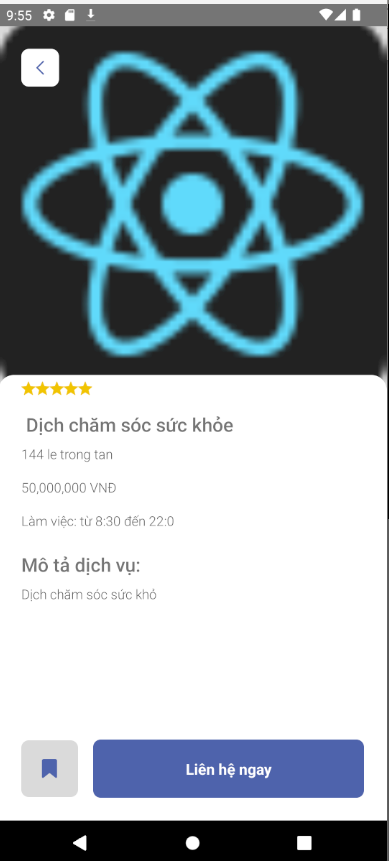 9:55
Dịch chăm sóc sức khỏe
144 le trong tan
50,000,000 VNĐ
Làm việc: từ 8:30 đến 22:0
Mô tả dịch vụ:
Dịch chăm sóc sức khỏ
Liên hệ ngay